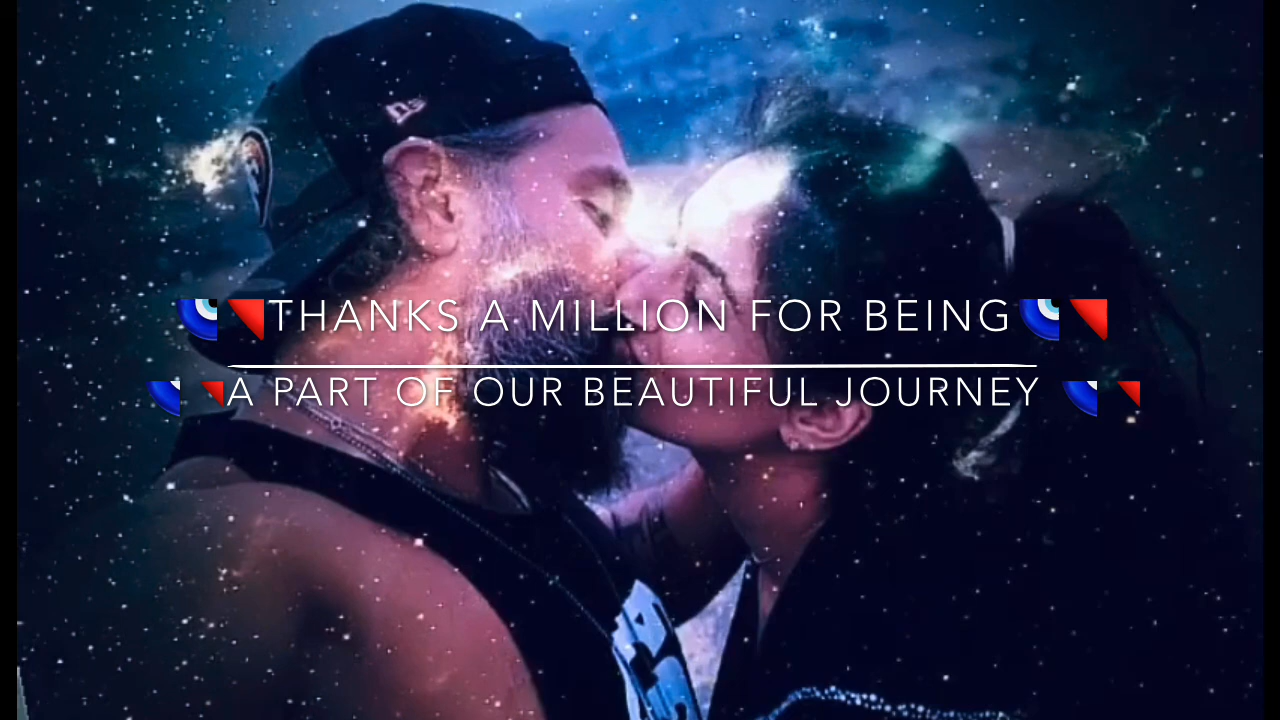 THANKS A MILLION FOR BEING
A PART OF OUR BEAUTIFUL JOURNEY